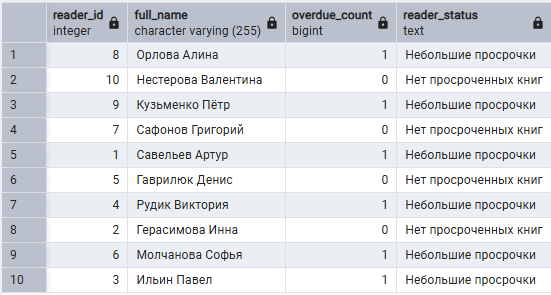 reader_id full_name overdue_count reader_status
integer character varying (255) bigint text
1 8 Орлова Алина 1 Небольшие просрочки
2 10 Нестерова Валентина 0 Нет просроченных книг
3 9 Кузьменко Пётр 1 Небольшие просрочки
4 7 Сафонов Григорий 0 Нет просроченных книг
5 1 Савельев Артур 1 Небольшие просрочки
6 5 Гаврилюк Денис 0 Нет просроченных книг
7 4 Рудик Виктория 1 Небольшие просрочки
8 2 Герасимова Инна 0 Нет просроченных книг
9 6 Молчанова Софья 1 Небольшие просрочки
10 3 Ильин Павел 1 Небольшие просрочки